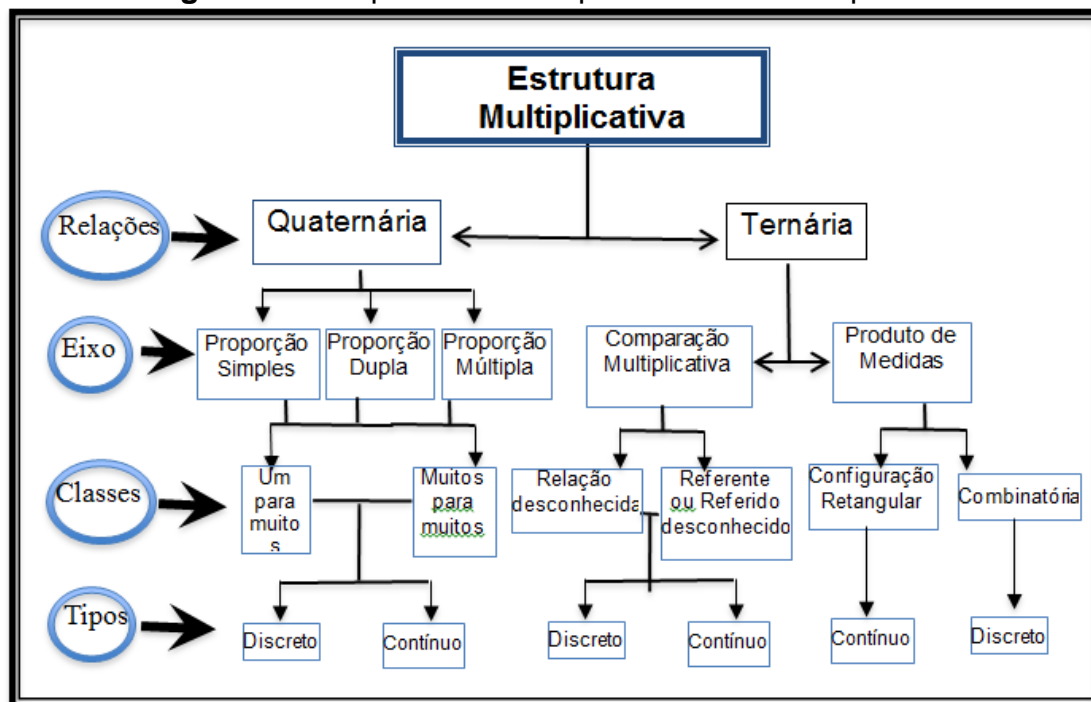 Estrutura
Multiplicativa
Relações
Quaternária
Ternária
Eixo
Proporção
Simples
Proporção
Dupla
Proporção
Múltipla
Comparação
Multiplicativa
Produto de
Medidas
Classes
Um
para
muito
s
Muitos
para
muitos
Relação
desconhecida
Referente
ou Referido
desconhecido
Configuração
Retangular
Combinatória
Tipos
Discreto
Contínuo
Discreto
Contínuo
Contínuo
Discreto